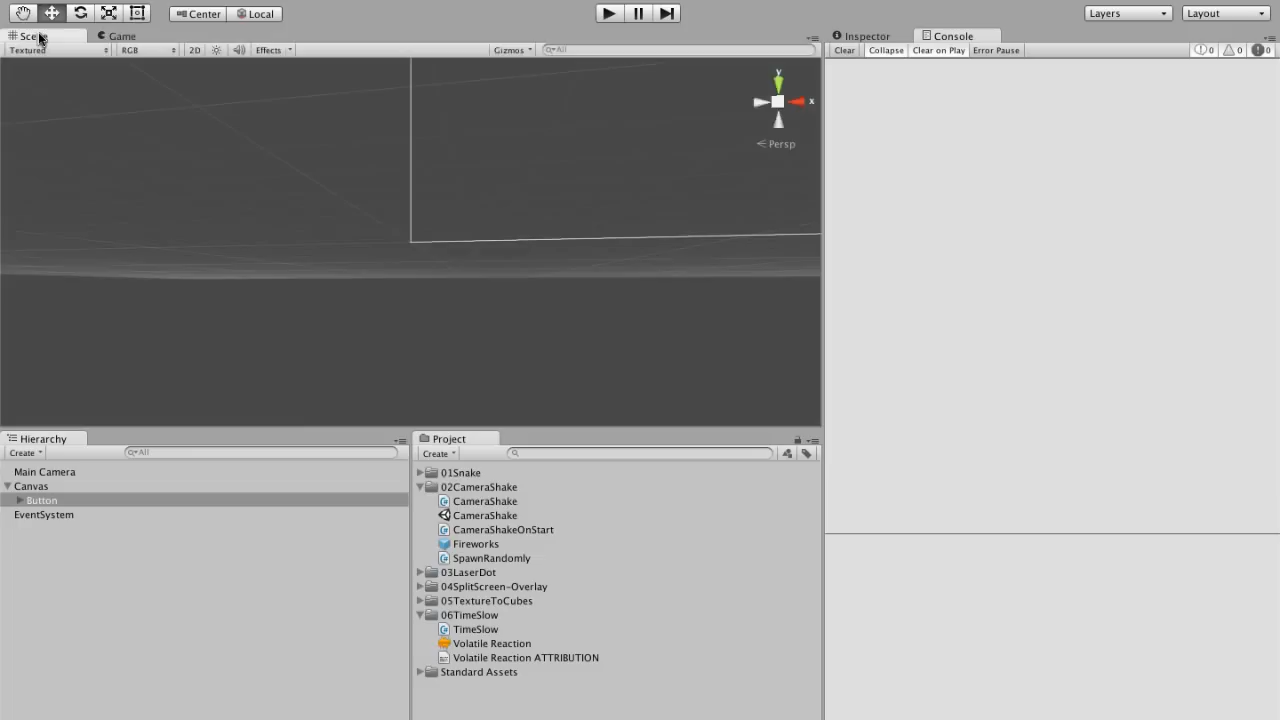 Center Local Layers Layout
Scene Game Inspector Console
Textured RGB 2D Effects Gizmos All Clear Collapse Clear on Play Error Pause 0 0 0
y
x
Persp
Hierarchy Project
Create All Create
Main Camera
Canvas
Button
EventSystem
01Snake
02CameraShake
CameraShake
CameraShake
CameraShakeOnStart
Fireworks
SpawnRandomly
03LaserDot
04SplitScreen-Overlay
05TextureToCubes
06TimeSlow
TimeSlow
Volatile Reaction
Volatile Reaction ATTRIBUTION
Standard Assets